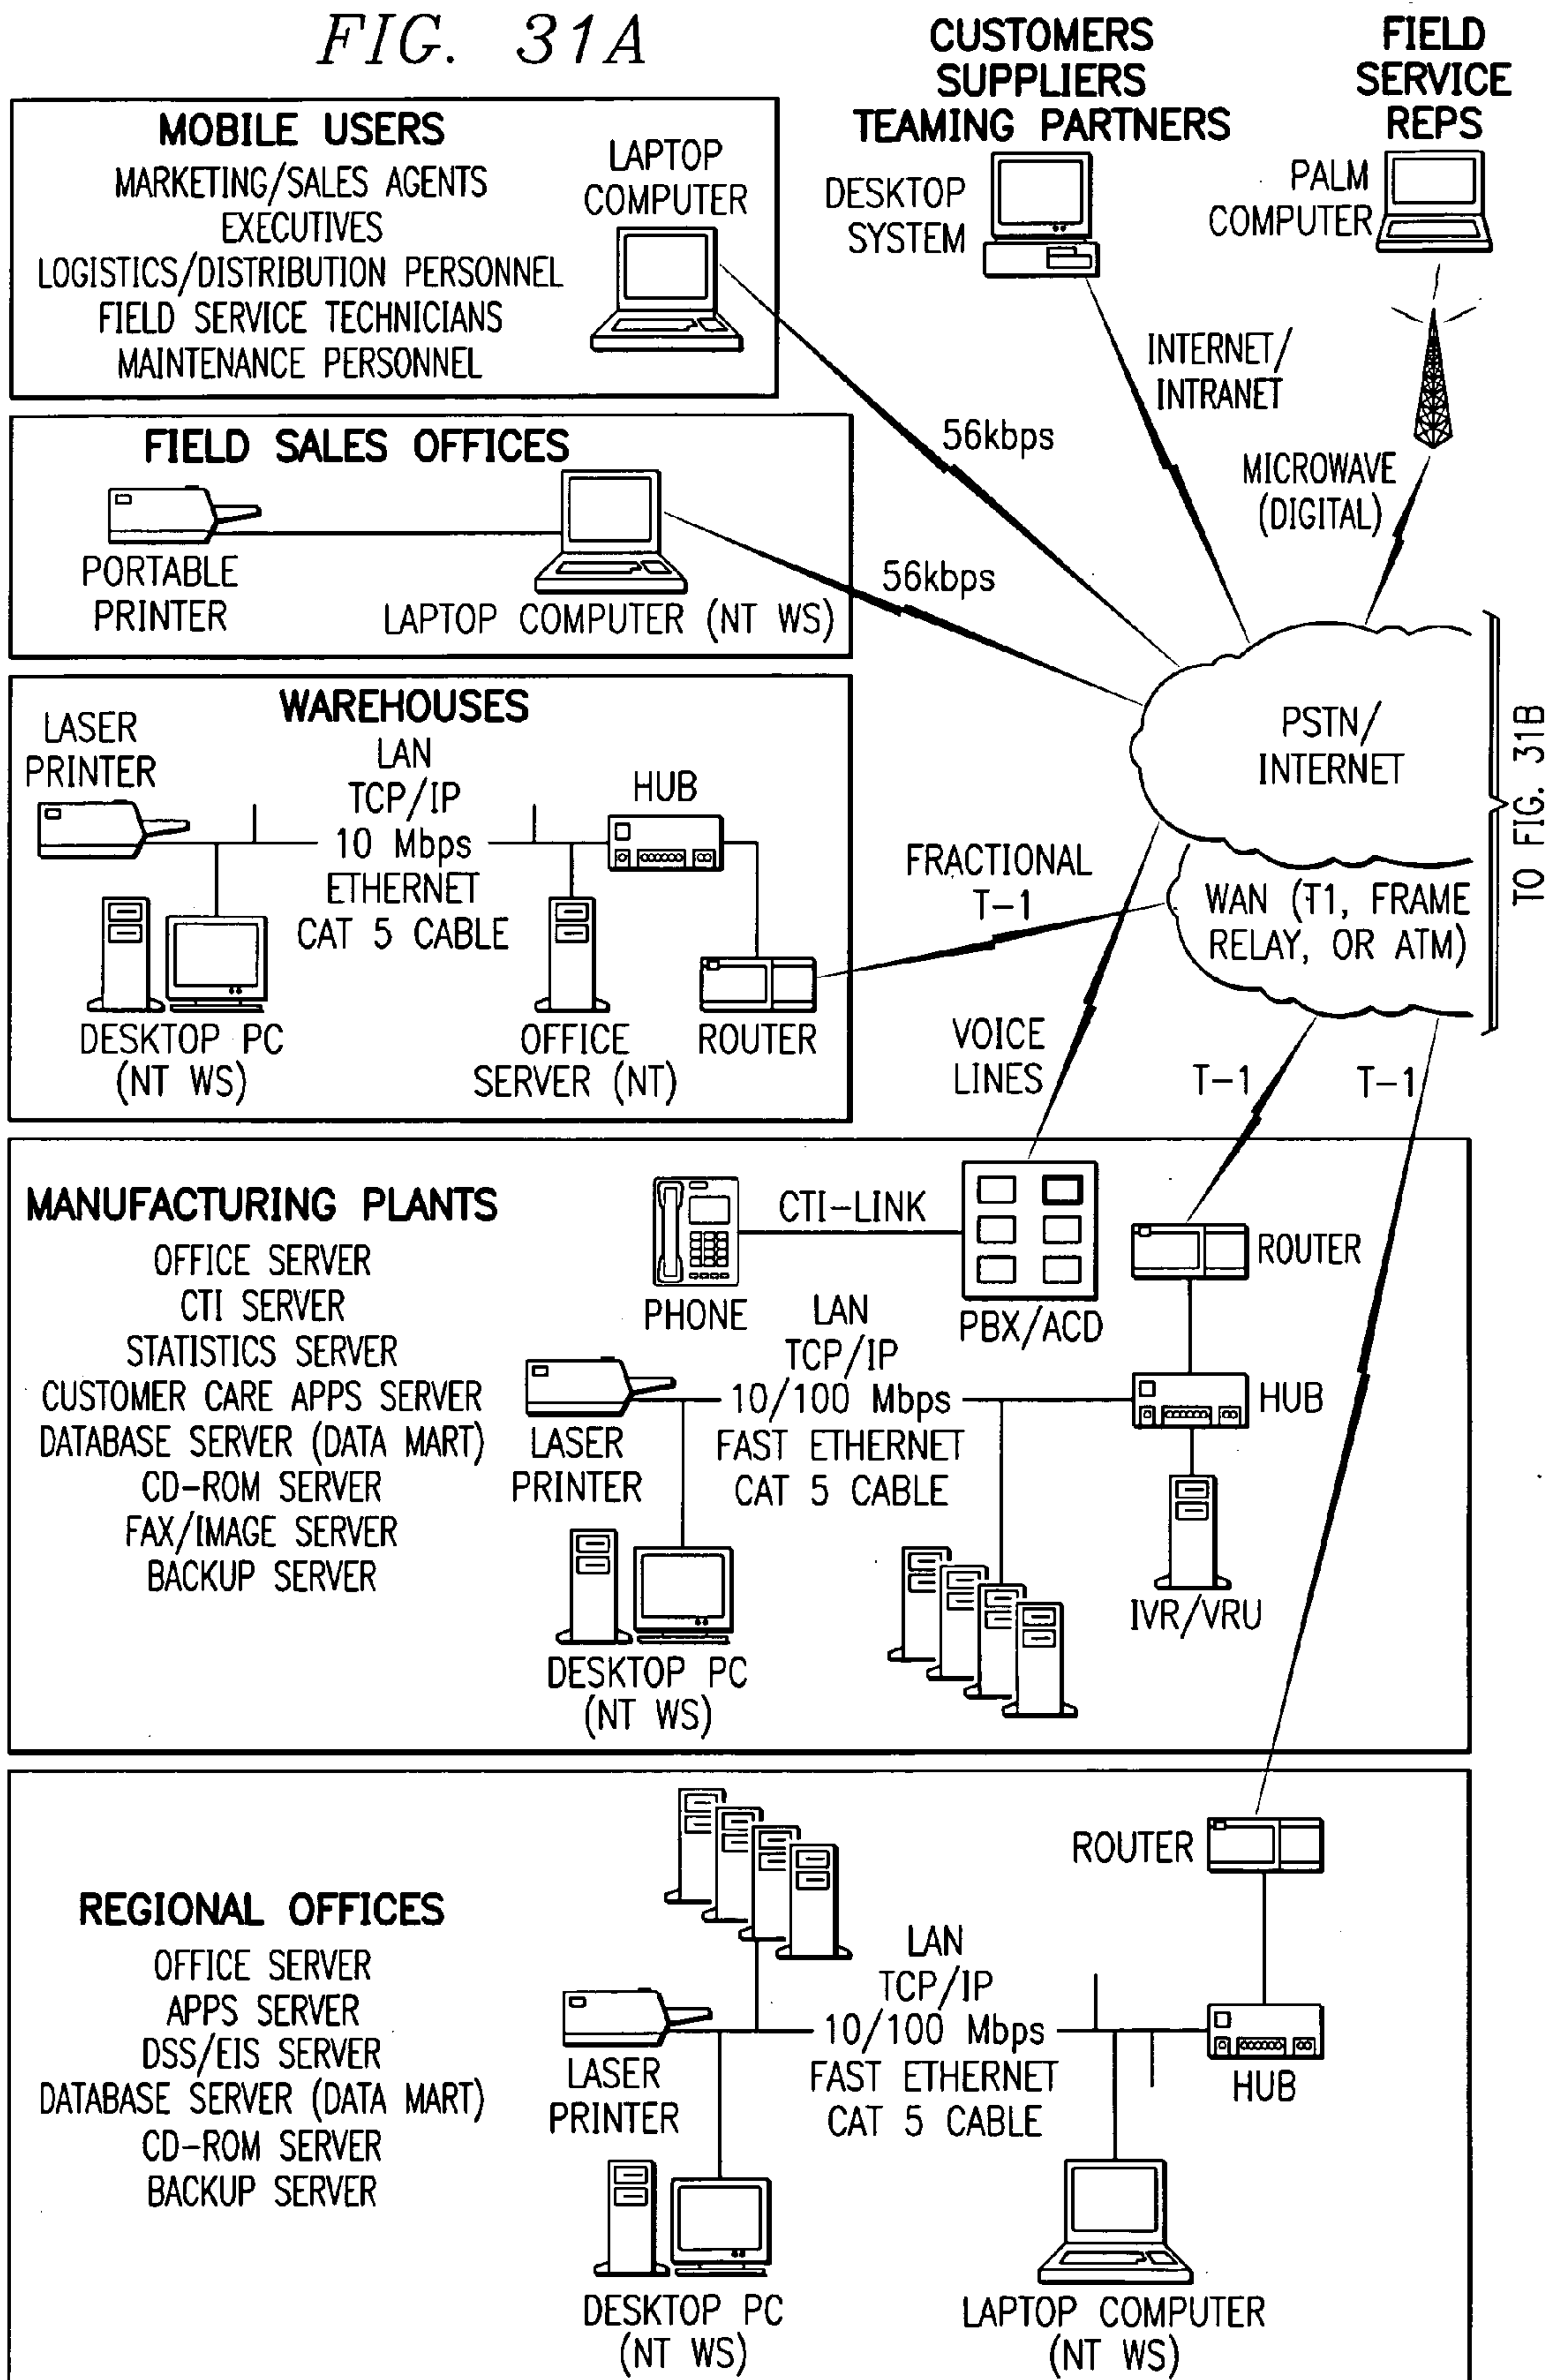 FIG. 31A
CUSTOMERS
SUPPLIERS
TEAMING PARTNERS
DESKTOP
SYSTEM
FIELD
SERVICE
REPS
PALM
COMPUTER
MOBILE USERS
MARKETING/SALES AGENTS
EXECUTIVES
LOGISTICS/DISTRIBUTION PERSONNEL
FIELD SERVICE TECHNICIANS
MAINTENANCE PERSONNEL
LAPTOP
COMPUTER
56kbps
INTERNET/
INTRANET
MICROWAVE
(DIGITAL)
FIELD SALES OFFICES
PORTABLE
PRINTER
LAPTOP COMPUTER (NT WS)
56kbps
PSTN/
INTERNET
WAN (T1, FRAME
RELAY, OR ATM)
TO FIG. 31B
WAREHOUSES
LASER
PRINTER
LAN
TCP/IP
10 Mbps
ETHERNET
CAT 5 CABLE
HUB
DESKTOP PC
(NT WS)
OFFICE
SERVER (NT)
ROUTER
FRACTIONAL
T-1
VOICE
LINES
T-1
T-1
MANUFACTURING PLANTS
OFFICE SERVER
CTI SERVER
STATISTICS SERVER
CUSTOMER CARE APPS SERVER
DATABASE SERVER (DATA MART)
CD-ROM SERVER
FAX/IMAGE SERVER
BACKUP SERVER
PHONE
CTI-LINK
PBX/ACD
ROUTER
LAN
TCP/IP
10/100 Mbps
FAST ETHERNET
CAT 5 CABLE
HUB
LASER
PRINTER
IVR/VRU
DESKTOP PC
(NT WS)
REGIONAL OFFICES
OFFICE SERVER
APPS SERVER
DSS/EIS SERVER
DATABASE SERVER (DATA MART)
CD-ROM SERVER
BACKUP SERVER
ROUTER
LAN
TCP/IP
10/100 Mbps
FAST ETHERNET
CAT 5 CABLE
HUB
LASER
PRINTER
DESKTOP PC
(NT WS)
LAPTOP COMPUTER
(NT WS)